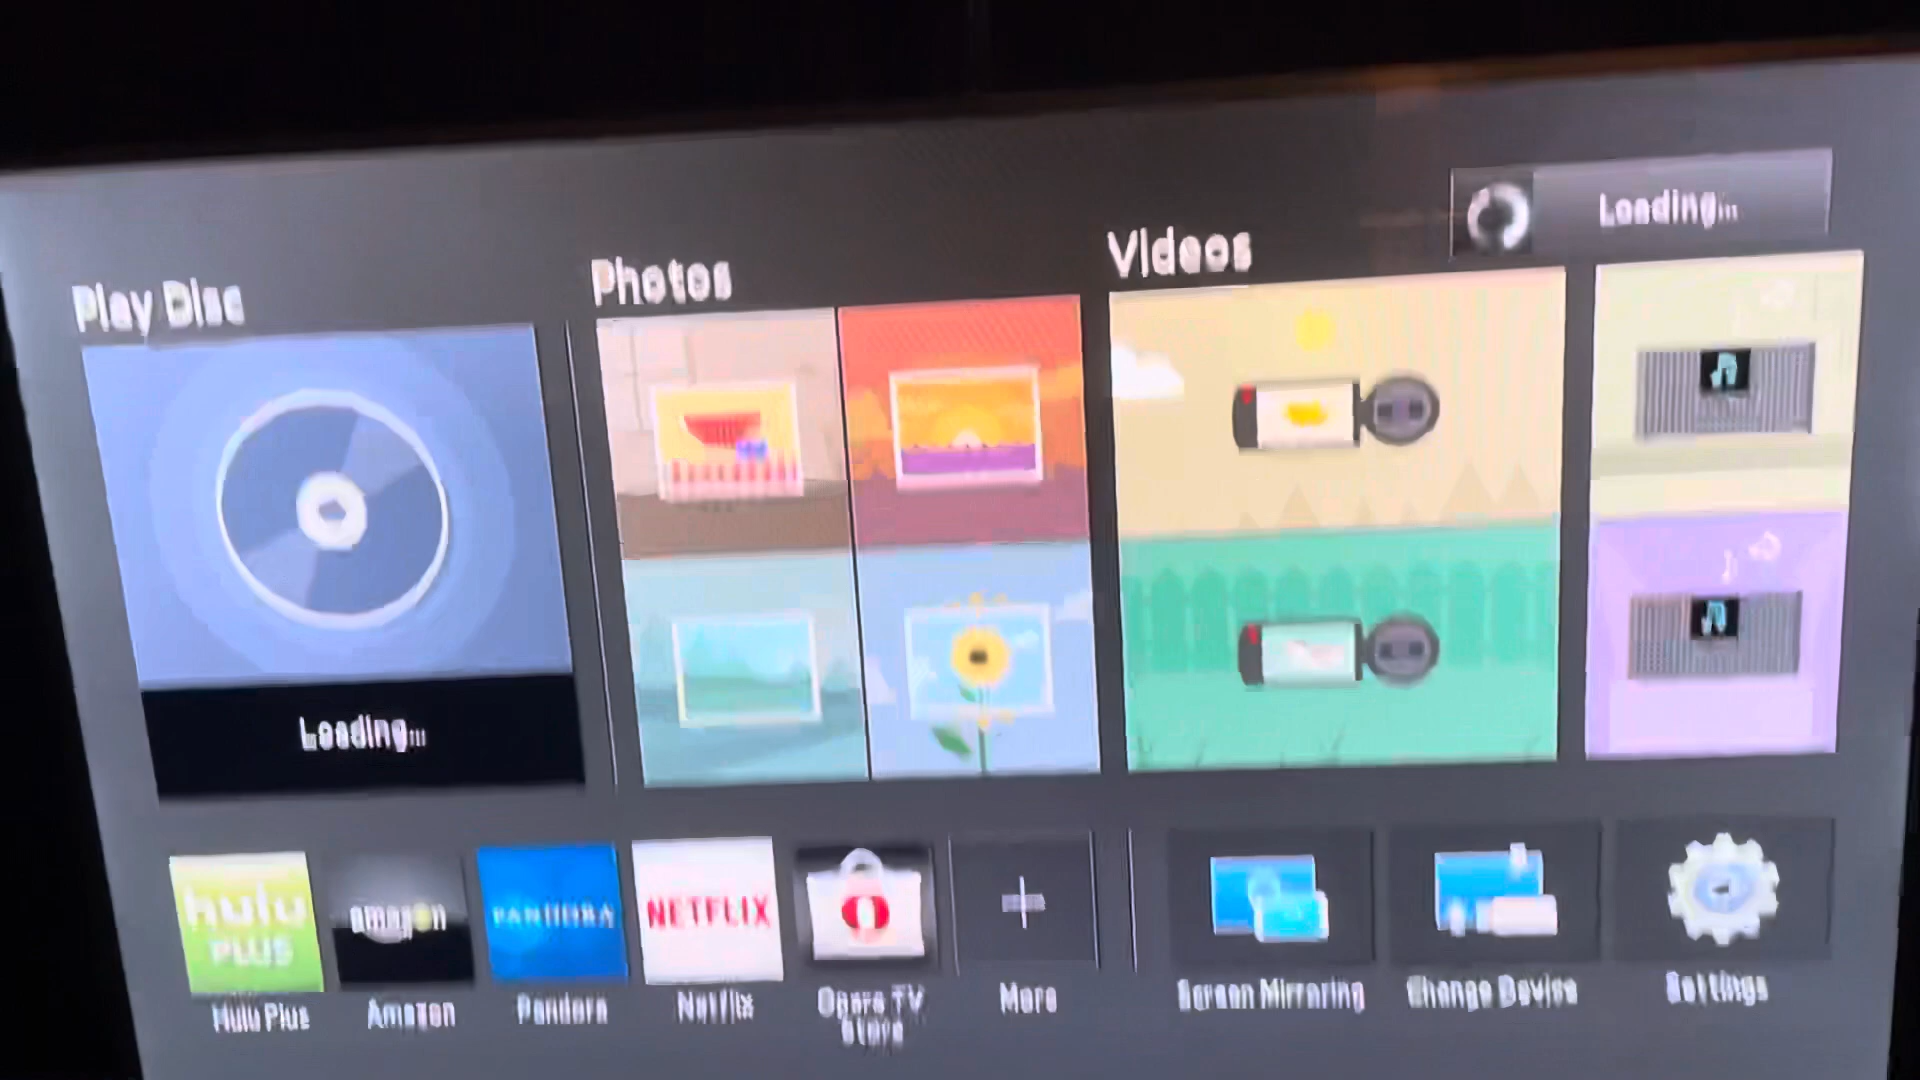 Loading...
Videos
Photos
Play Disc
Loading...
hulu
PLUS
amazon
PANDORA
NETFLIX
Hulu Plus
Amazon
Pandora
Netflix
Opera TV
Store
More
Screen Mirroring
Change Device
Settings